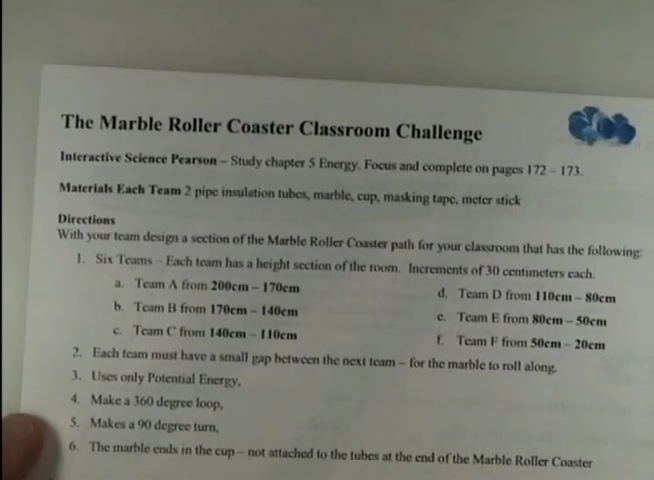 The Marble Roller Coaster Classroom Challenge
Interactive Science Pearson – Study chapter 5 Energy. Focus and complete on pages 172 – 173.
Materials Each Team 2 pipe insulation tubes, marble, cup, masking tape, meter stick
Directions
With your team design a section of the Marble Roller Coaster path for your classroom that has the following:
1. Six Teams – Each team has a height section of the room. Increments of 30 centimeters each.
a. Team A from 200cm – 170cm
b. Team B from 170cm – 140cm
c. Team C from 140cm – 110cm
d. Team D from 110cm – 80cm
e. Team E from 80cm – 50cm
f. Team F from 50cm – 20cm
2. Each team must have a small gap between the next team – for the marble to roll along.
3. Uses only Potential Energy,
4. Make a 360 degree loop,
5. Makes a 90 degree turn,
6. The marble ends in the cup – not attached to the tubes at the end of the Marble Roller Coaster